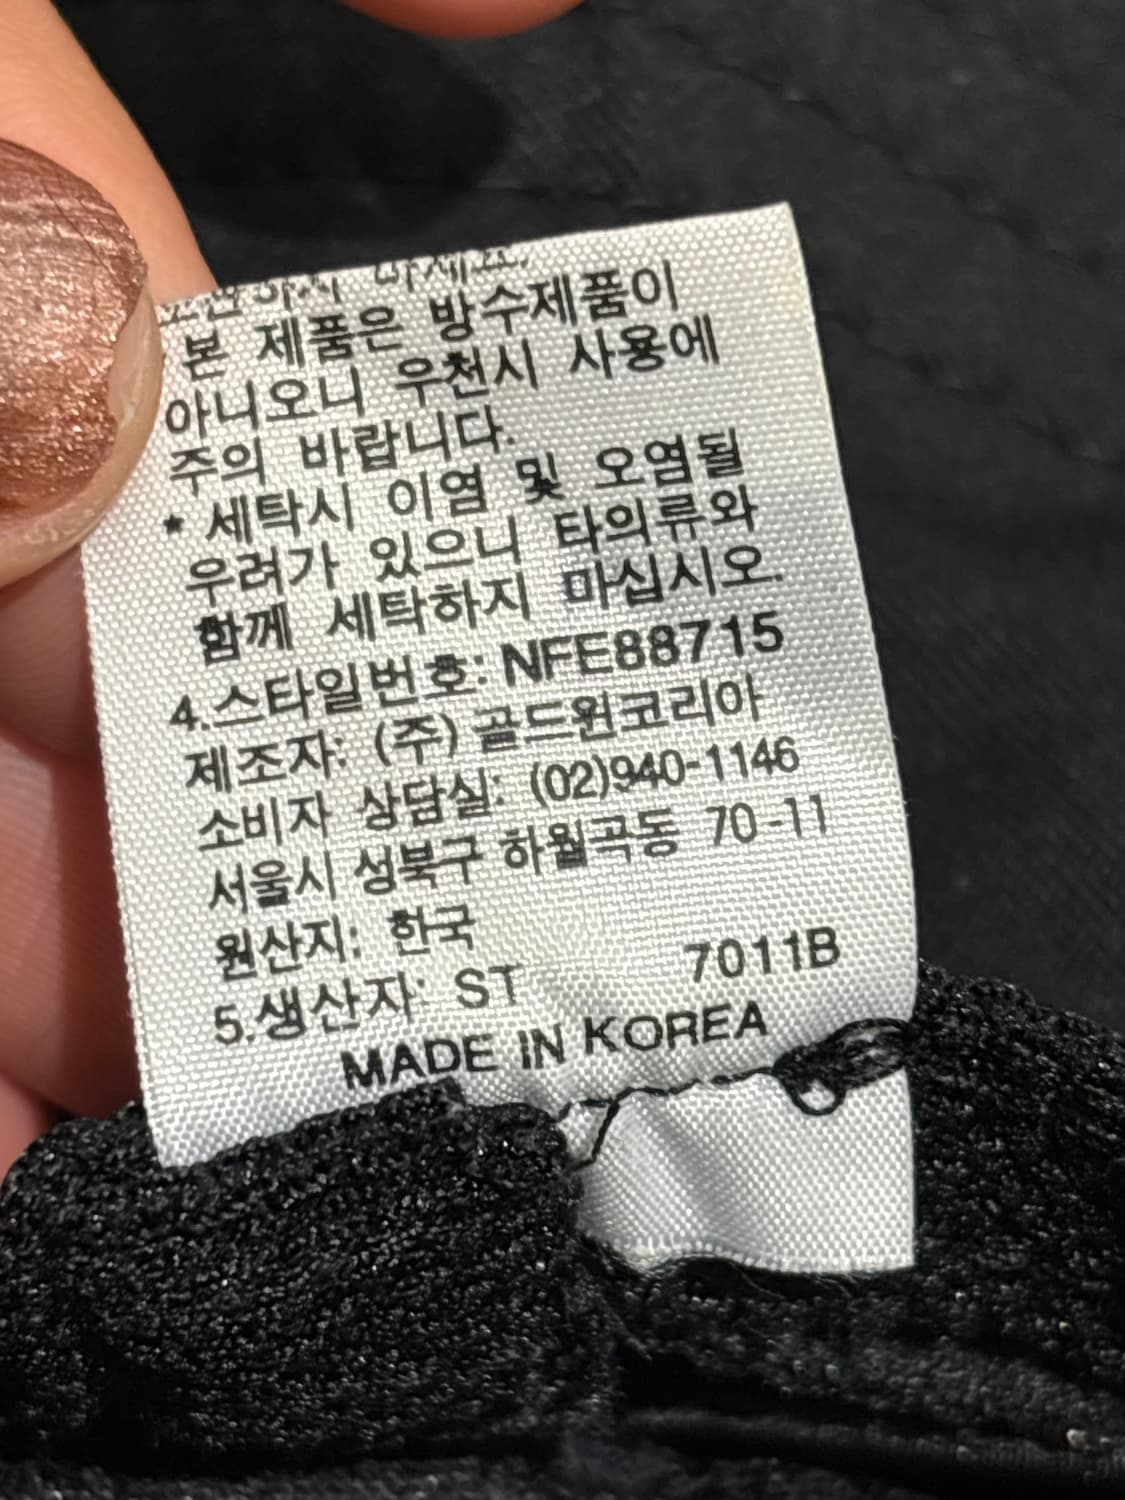 마세요.
본 제품은 방수제품이
아니오니 우천시 사용에
주의 바랍니다.
* 세탁시 이염 및 오염될
우려가 있으니 타의류와
함께 세탁하지 마십시오.
4.스타일번호: NFE88715
제조자: (주) 골드윈코리아
소비자 상담실: (02)940-1146
서울시 성북구 하월곡동 70-11
원산지: 한국
5.생산자: ST 7011B
MADE IN KOREA